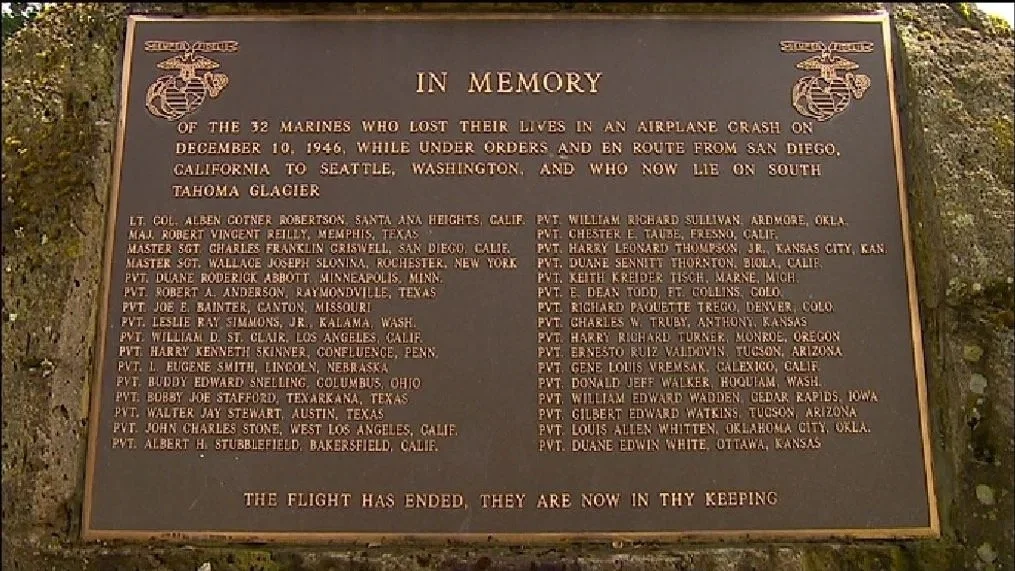 SEMPER FIDELIS
SEMPER FIDELIS
IN MEMORY
OF THE 32 MARINES WHO LOST THEIR LIVES IN AN AIRPLANE CRASH ON
DECEMBER 10, 1946, WHILE UNDER ORDERS AND EN ROUTE FROM SAN DIEGO,
CALIFORNIA TO SEATTLE, WASHINGTON, AND WHO NOW LIE ON SOUTH
TAHOMA GLACIER
LT. COL. ALBEN COTNER ROBERTSON, SANTA ANA HEIGHTS, CALIF.
MAJ. ROBERT VINCENT REILLY, MEMPHIS, TEXAS
MASTER SGT. CHARLES FRANKLIN CRISWELL, SAN DIEGO, CALIF.
MASTER SGT. WALLACE JOSEPH SLONINA, ROCHESTER, NEW YORK
PVT. DUANE RODERICK ABBOTT, MINNEAPOLIS, MINN.
PVT. ROBERT A. ANDERSON, RAYMONDVILLE, TEXAS
PVT. JOE E. BAINTER, CANTON, MISSOURI
PVT. LESLIE RAY SIMMONS, JR., KALAMA, WASH.
PVT. WILLIAM D. ST. CLAIR, LOS ANGELES, CALIF.
PVT. HARRY KENNETH SKINNER, CONFLUENCE, PENN.
PVT. L. EUGENE SMITH, LINCOLN, NEBRASKA
PVT. BUDDY EDWARD SNELLING, COLUMBUS, OHIO
PVT. BOBBY JOE STAFFORD, TEXARKANA, TEXAS
PVT. WALTER JAY STEWART, AUSTIN, TEXAS
PVT. JOHN CHARLES STONE, WEST LOS ANGELES, CALIF.
PVT. ALBERT H. STUBBLEFIELD, BAKERSFIELD, CALIF.
PVT. WILLIAM RICHARD SULLIVAN, ARDMORE, OKLA.
PVT. CHESTER E. TAUBE, FRESNO, CALIF.
PVT. HARRY LEONARD THOMPSON, JR., KANSAS CITY, KAN.
PVT. DUANE SENNITT THORNTON, BIOLA, CALIF.
PVT. KEITH KREIDER TISCH, MARNE, MICH.
PVT. E. DEAN TODD, FT. COLLINS, COLO.
PVT. RICHARD PAQUETTE TREGO, DENVER, COLO.
PVT. CHARLES W. TRUBY, ANTHONY, KANSAS
PVT. HARRY RICHARD TURNER, MONROE, OREGON
PVT. ERNESTO RUIZ VALDOVIN, TUCSON, ARIZONA
PVT. GENE LOUIS VREMSAK, CALEXICO, CALIF.
PVT. DONALD JEFF WALKER, HOQUIAM, WASH.
PVT. WILLIAM EDWARD WADDEN, CEDAR RAPIDS, IOWA
PVT. GILBERT EDWARD WATKINS, TUCSON, ARIZONA
PVT. LOUIS ALLEN WHITTEN, OKLAHOMA CITY, OKLA.
PVT. DUANE EDWIN WHITE, OTTAWA, KANSAS
THE FLIGHT HAS ENDED, THEY ARE NOW IN THY KEEPING